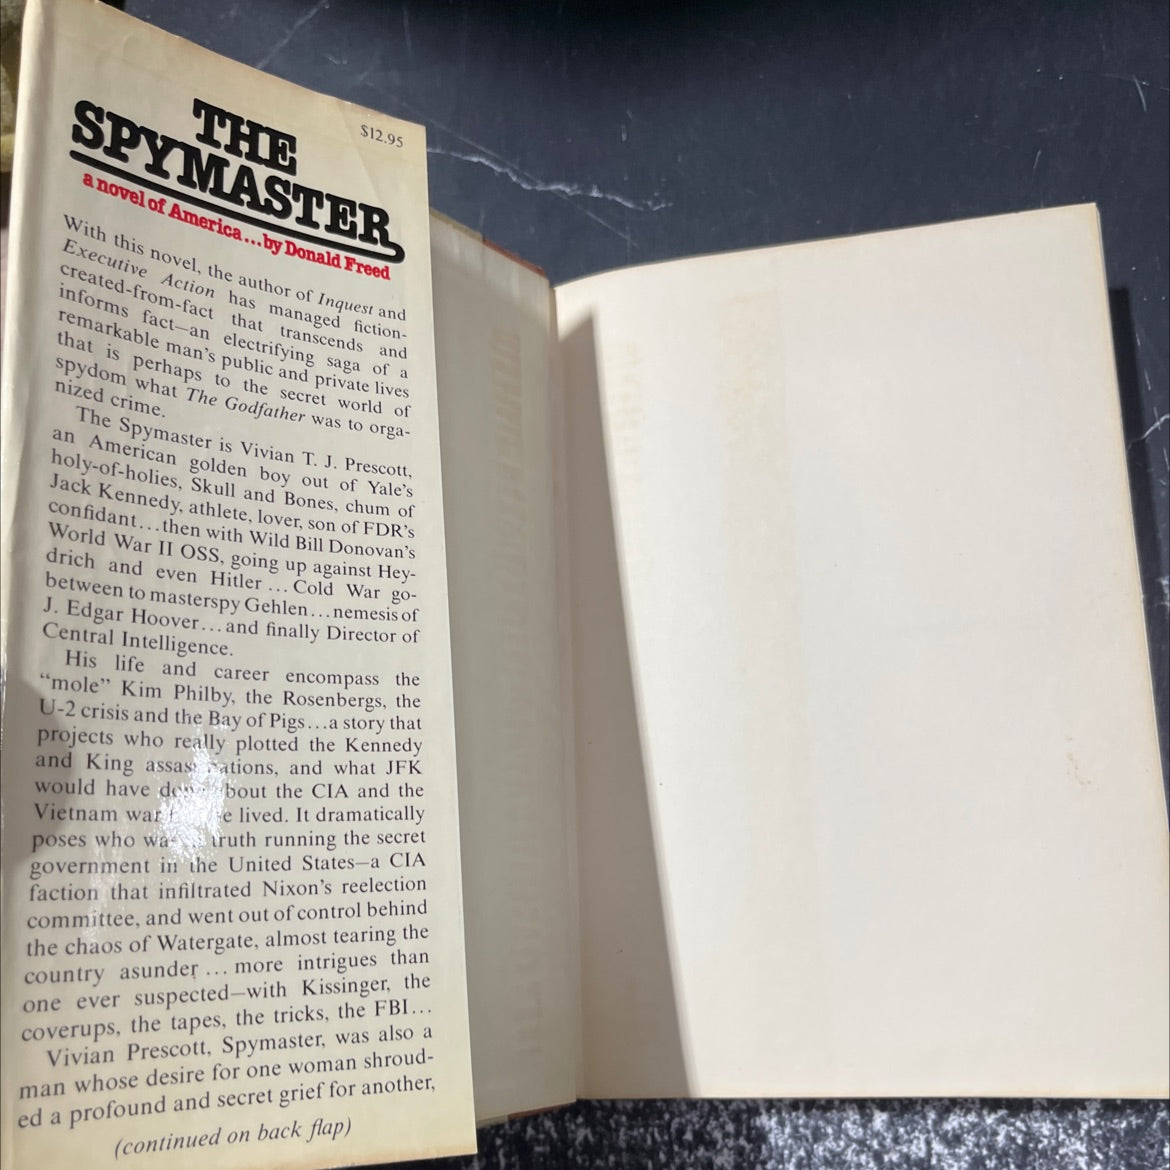 $12.95
THE
SPYMASTER
a novel of America...by Donald Freed
With this novel, the author of Inquest and
Executive Action has managed fiction-
created-from-fact that transcends and
informs fact—an electrifying saga of a
remarkable man's public and private lives
that is perhaps to the secret world of
spydom what The Godfather was to orga-
nized crime.
The Spymaster is Vivian T. J. Prescott,
an American golden boy out of Yale's
holy-of-holies, Skull and Bones, chum of
Jack Kennedy, athlete, lover, son of FDR's
confidant...then with Wild Bill Donovan's
World War II OSS, going up against Hey-
drich and even Hitler ... Cold War go-
between to masterspy Gehlen...nemesis of
J. Edgar Hoover...and finally Director of
Central Intelligence.
His life and career encompass the
“mole” Kim Philby, the Rosenbergs, the
U-2 crisis and the Bay of Pigs...a story that
projects who really plotted the Kennedy
and King assassinations, and what JFK
would have done about the CIA and the
Vietnam war lived. It dramatically
poses who truth running the secret
government in the United States—a CIA
faction that infiltrated Nixon's reelection
committee, and went out of control behind
the chaos of Watergate, almost tearing the
country asunder ... more intrigues than
one ever suspected—with Kissinger, the
coverups, the tapes, the tricks, the FBI...
Vivian Prescott, Spymaster, was also a
man whose desire for one woman shroud-
ed a profound and secret grief for another,
(continued on back flap)